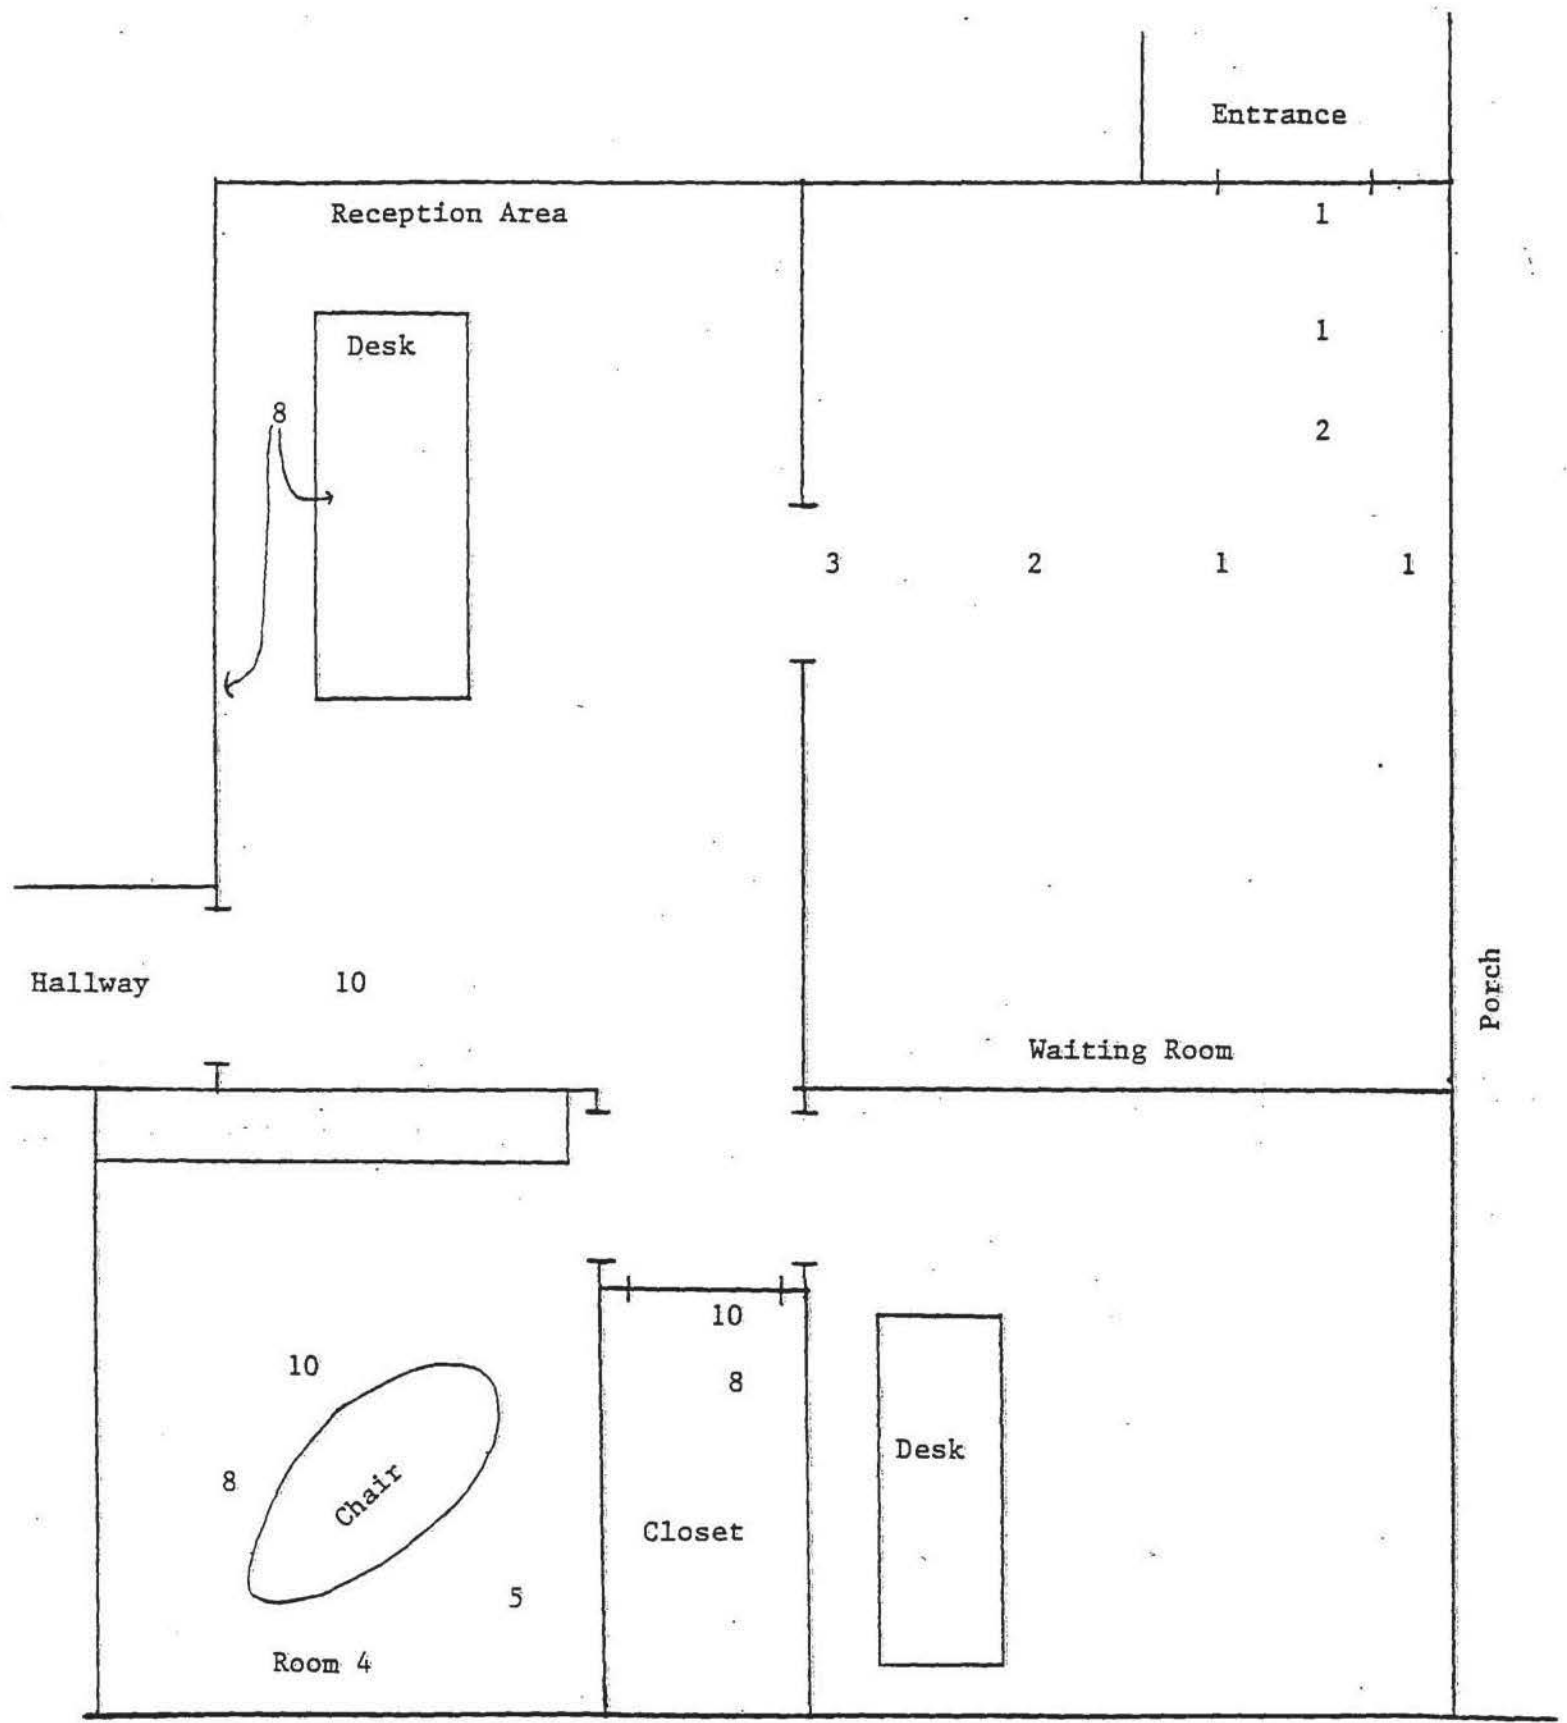 Entrance
Reception Area
1
Desk
1
8
2
3 2 1 1
Hallway
10
Porch
Waiting Room
10
10
8
8
Chair
Desk
Closet
5
Room 4